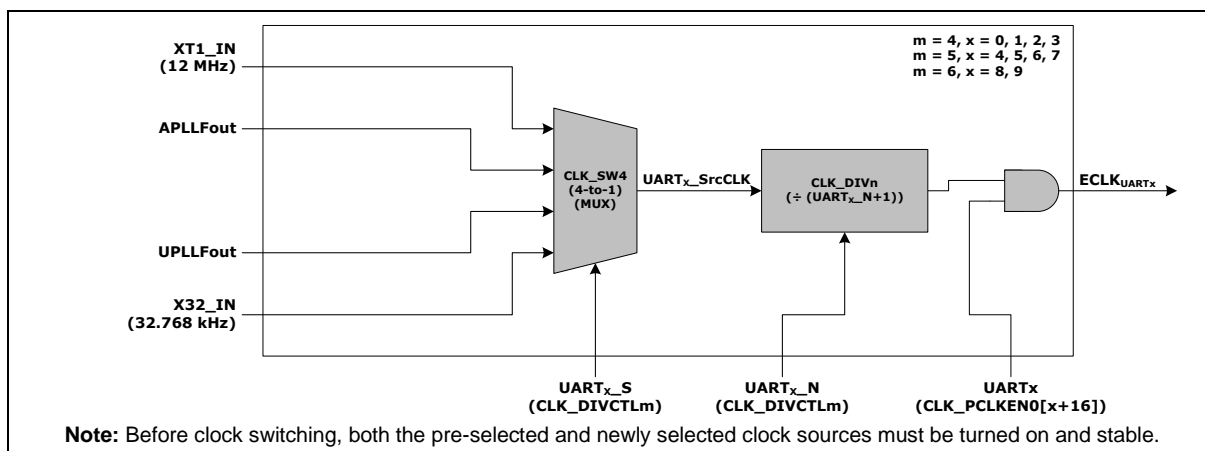 XT1_IN
(12 MHz)
APLLFout
UPLLFout
X32_IN
(32.768 kHz)
CLK_SW4
(4-to-1)
(MUX)
UARTX_SrcCLK
CLK_DIVn
(÷ (UARTX_N+1))
ECLKUARTx
m = 4, x = 0, 1, 2, 3
m = 5, x = 4, 5, 6, 7
m = 6, x = 8, 9
UARTX_S
(CLK_DIVCTLm)
UARTX_N
(CLK_DIVCTLm)
UARTx
(CLK_PCLKEN0[x+16])
Note: Before clock switching, both the pre-selected and newly selected clock sources must be turned on and stable.